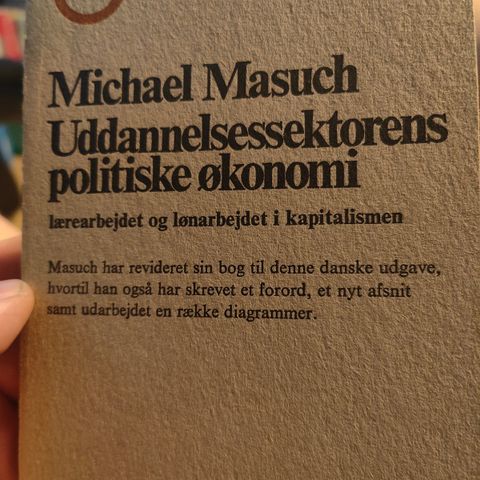 Michael Masuch
Uddannelsessektorens
politiske økonomi
lærearbejdet og lønarbejdet i kapitalismen
Masuch har revideret sin bog til denne danske udgave,
hvortil han også har skrevet et forord, et nyt afsnit
samt udarbejdet en række diagrammer.